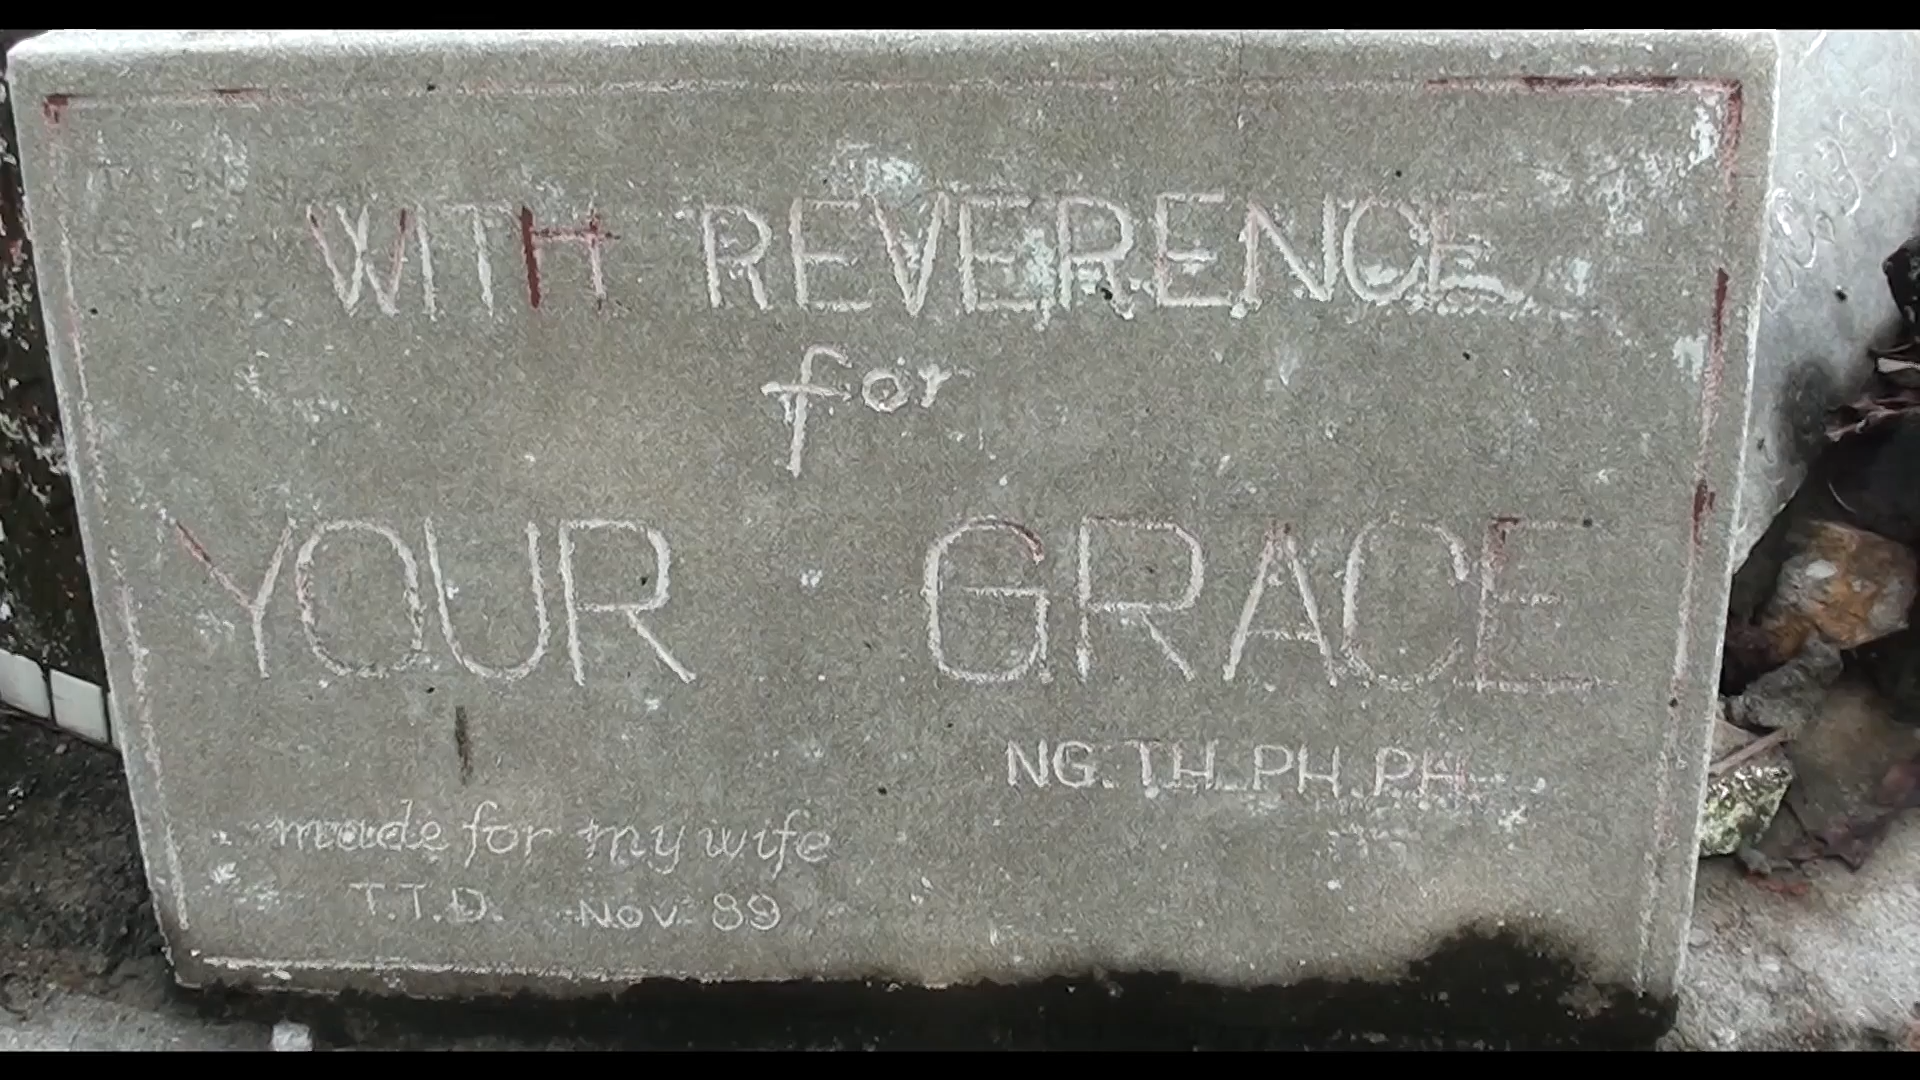 WITH REVERENCE
for
YOUR GRACE
NG. TH. PH. PH.
made for my wife
T.T.D. Nov. 89